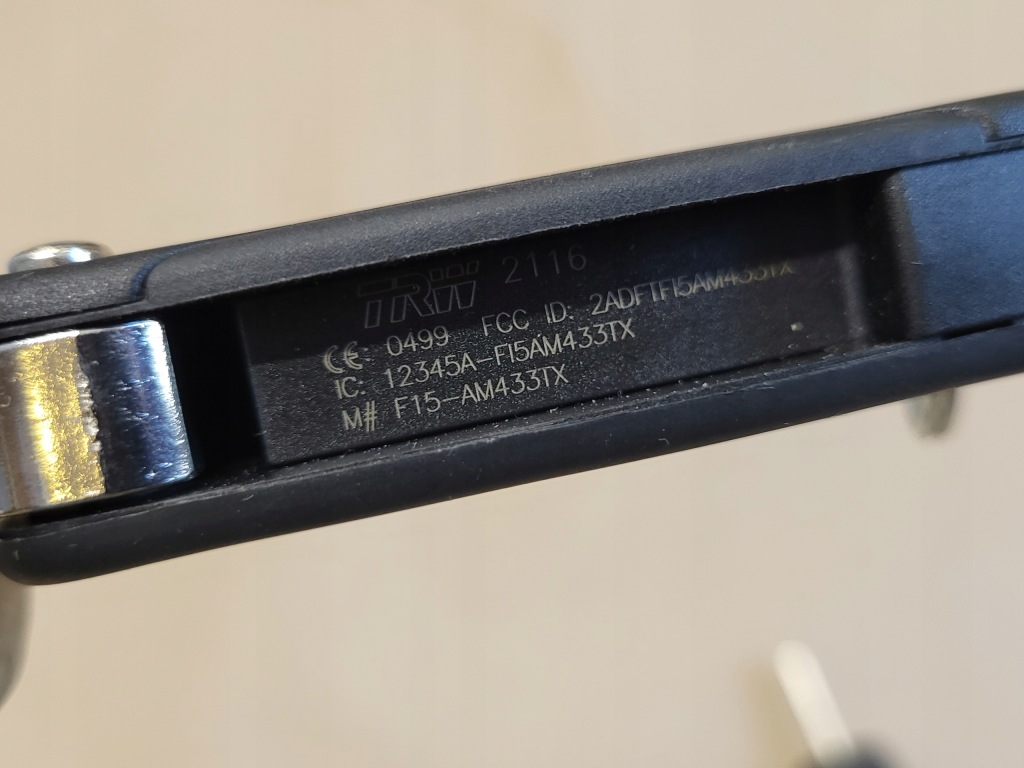 TRW 2116
CE 0499 FCC ID: 2ADFTFI5AM433TX
IC: 12345A-FI5AM433TX
M# F15-AM433TX